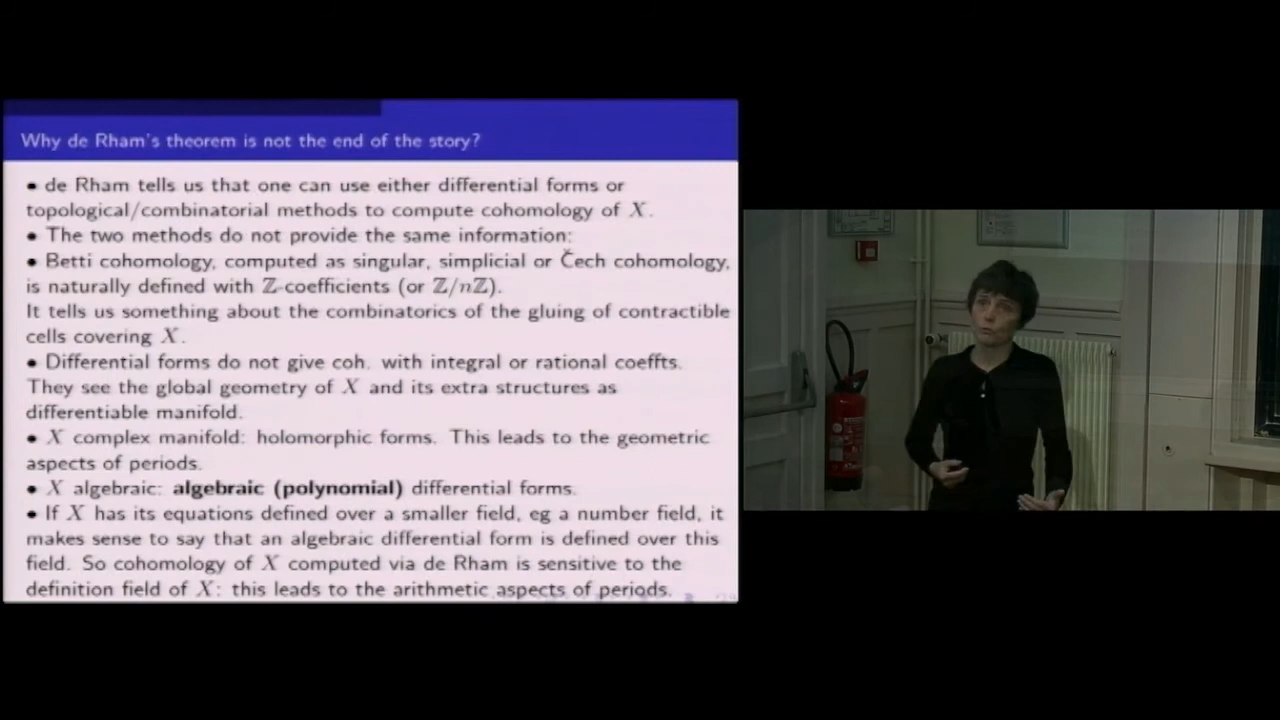 Why de Rham's theorem is not the end of the story?
• de Rham tells us that one can use either differential forms or
topological/combinatorial methods to compute cohomology of X.
• The two methods do not provide the same information:
• Betti cohomology, computed as singular, simplicial or Čech cohomology,
is naturally defined with ℤ-coefficients (or ℤ/nℤ).
It tells us something about the combinatorics of the gluing of contractible
cells covering X.
• Differential forms do not give coh. with integral or rational coeffts.
They see the global geometry of X and its extra structures as
differentiable manifold.
• X complex manifold: holomorphic forms. This leads to the geometric
aspects of periods.
• X algebraic: algebraic (polynomial) differential forms.
• If X has its equations defined over a smaller field, eg a number field, it
makes sense to say that an algebraic differential form is defined over this
field. So cohomology of X computed via de Rham is sensitive to the
definition field of X: this leads to the arithmetic aspects of periods.